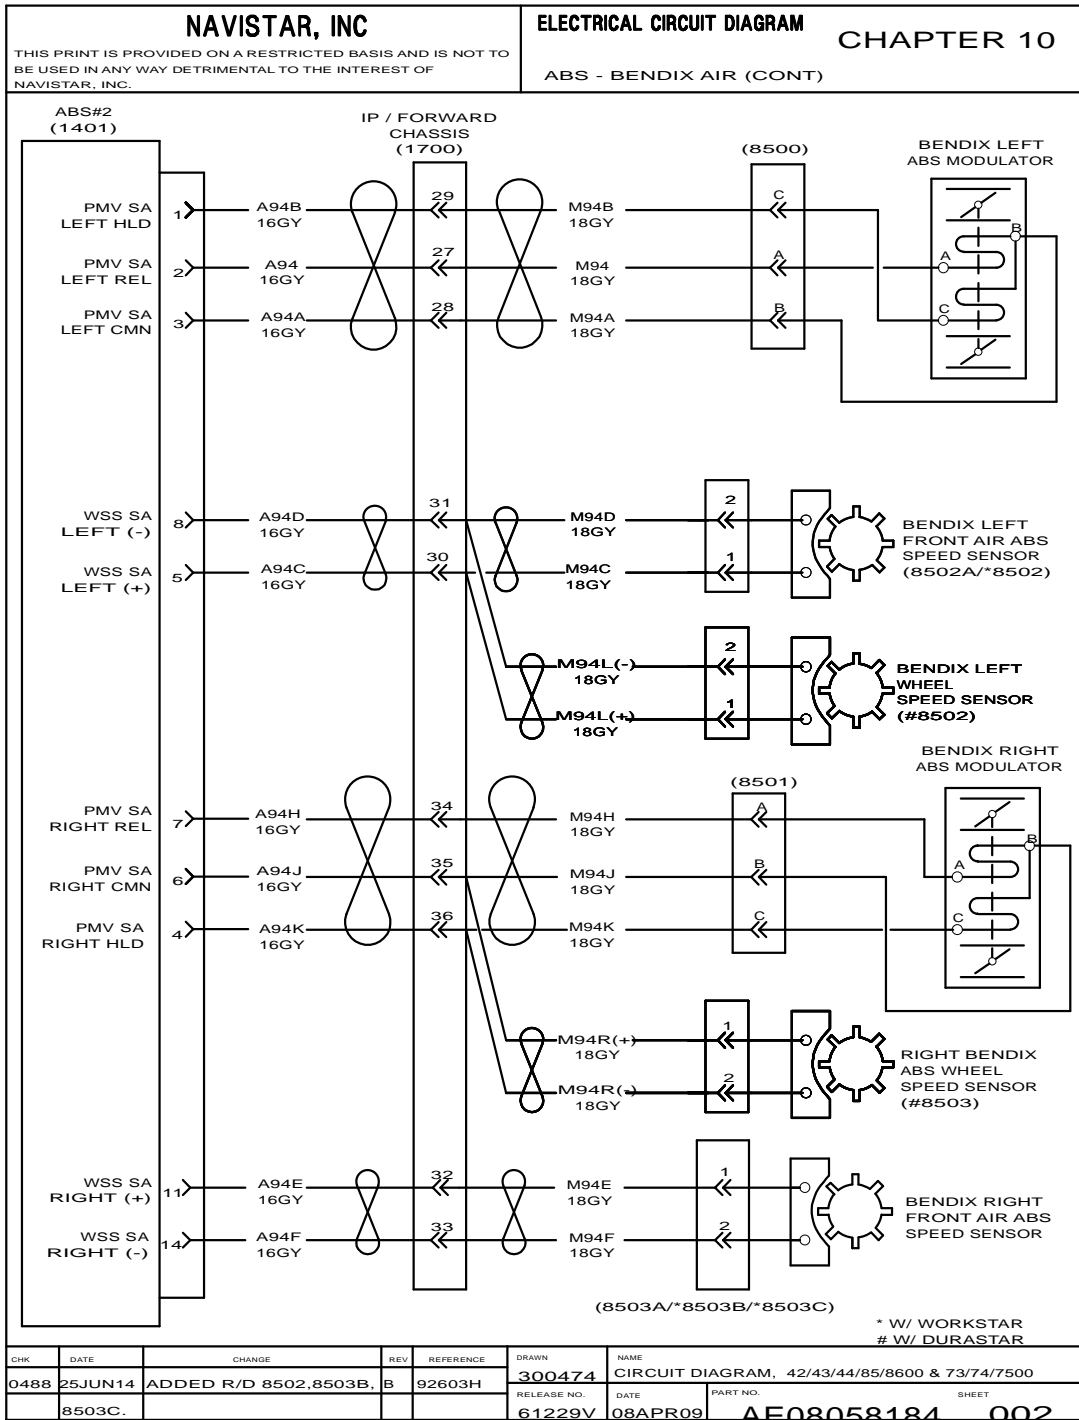 NAVISTAR, INC
THIS PRINT IS PROVIDED ON A RESTRICTED BASIS AND IS NOT TO
BE USED IN ANY WAY DETRIMENTAL TO THE INTEREST OF
NAVISTAR, INC.
ELECTRICAL CIRCUIT DIAGRAM
CHAPTER 10
ABS - BENDIX AIR (CONT)
ABS#2
(1401)
IP / FORWARD
CHASSIS
(1700)
(8500)
BENDIX LEFT
ABS MODULATOR
PMV SA
LEFT HLD
1
A94B
16GY
29
M94B
18GY
C
B
PMV SA
LEFT REL
2
A94
16GY
27
M94
18GY
A
A
PMV SA
LEFT CMN
3
A94A
16GY
28
M94A
18GY
B
C
WSS SA
LEFT (-)
8
A94D
16GY
31
M94D
18GY
2
WSS SA
LEFT (+)
5
A94C
16GY
30
M94C
18GY
1
BENDIX LEFT
FRONT AIR ABS
SPEED SENSOR
(8502A/*8502)
M94L(-)
18GY
2
M94L(+)
18GY
1
BENDIX LEFT
WHEEL
SPEED SENSOR
(#8502)
BENDIX RIGHT
ABS MODULATOR
(8501)
PMV SA
RIGHT REL
7
A94H
16GY
34
M94H
18GY
A
B
PMV SA
RIGHT CMN
6
A94J
16GY
35
M94J
18GY
B
A
PMV SA
RIGHT HLD
4
A94K
16GY
36
M94K
18GY
C
C
M94R(+)
18GY
1
M94R(-)
18GY
2
RIGHT BENDIX
ABS WHEEL
SPEED SENSOR
(#8503)
WSS SA
RIGHT (+)
11
A94E
16GY
32
M94E
18GY
1
WSS SA
RIGHT (-)
14
A94F
16GY
33
M94F
18GY
2
BENDIX RIGHT
FRONT AIR ABS
SPEED SENSOR
(8503A/*8503B/*8503C)
* W/ WORKSTAR
# W/ DURASTAR
CHK DATE CHANGE REV REFERENCE
0488 25JUN14 ADDED R/D 8502,8503B, B 92603H
8503C.
DRAWN
300474
NAME
CIRCUIT DIAGRAM, 42/43/44/85/8600 & 73/74/7500
RELEASE NO.
61229V
DATE
08APR09
PART NO.
AE08058184
SHEET
002